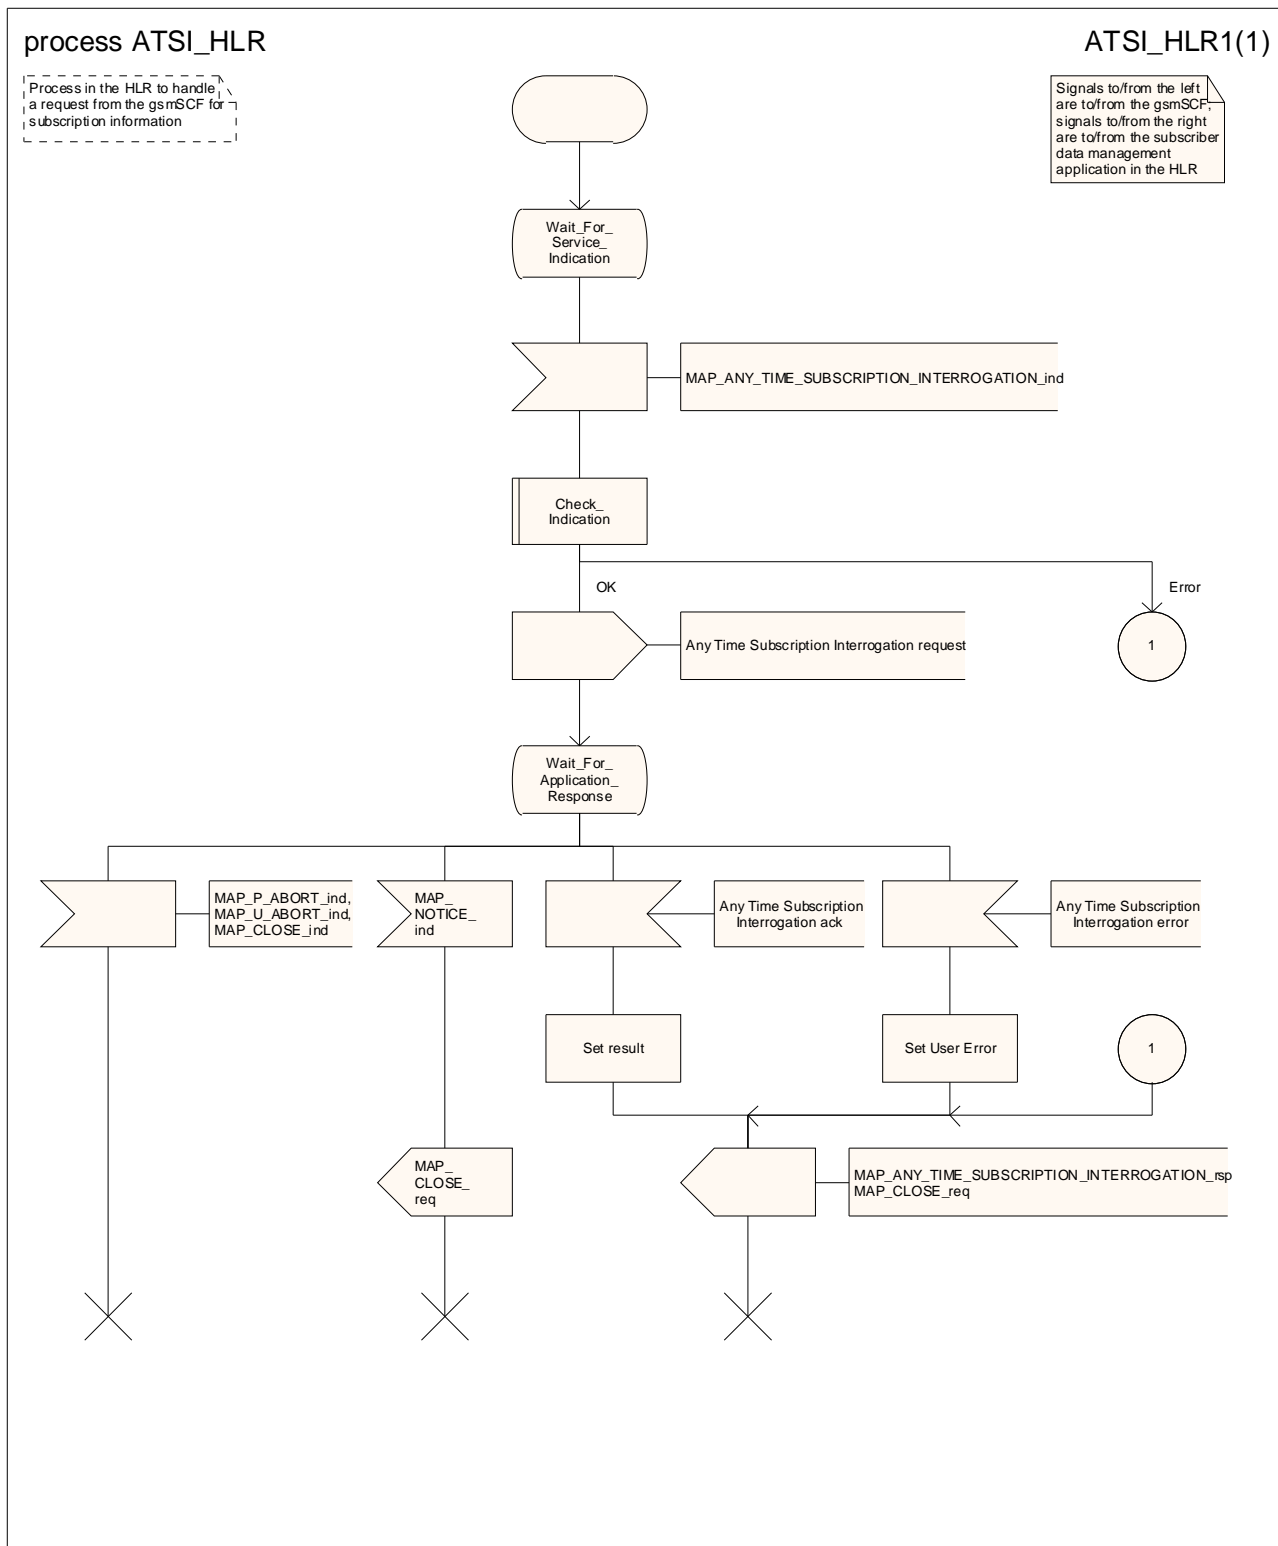 process ATSI_HLR
ATSI_HLR1(1)
Process in the HLR to handle
a request from the gsmSCF for
subscription information
Signals to/from the left
are to/from the gsmSCF;
signals to/from the right
are to/from the subscriber
data management
application in the HLR
Wait_For_
Service_
Indication
MAP_ANY_TIME_SUBSCRIPTION_INTERROGATION_ind
Check_
Indication
OK
Error
Any Time Subscription Interrogation request
1
Wait_For_
Application_
Response
MAP_P_ABORT_ind,
MAP_U_ABORT_ind,
MAP_CLOSE_ind
MAP_
NOTICE_
ind
Any Time Subscription
Interrogation ack
Any Time Subscription
Interrogation error
Set result
Set User Error
1
MAP_
CLOSE_
req
MAP_ANY_TIME_SUBSCRIPTION_INTERROGATION_rsp
MAP_CLOSE_req